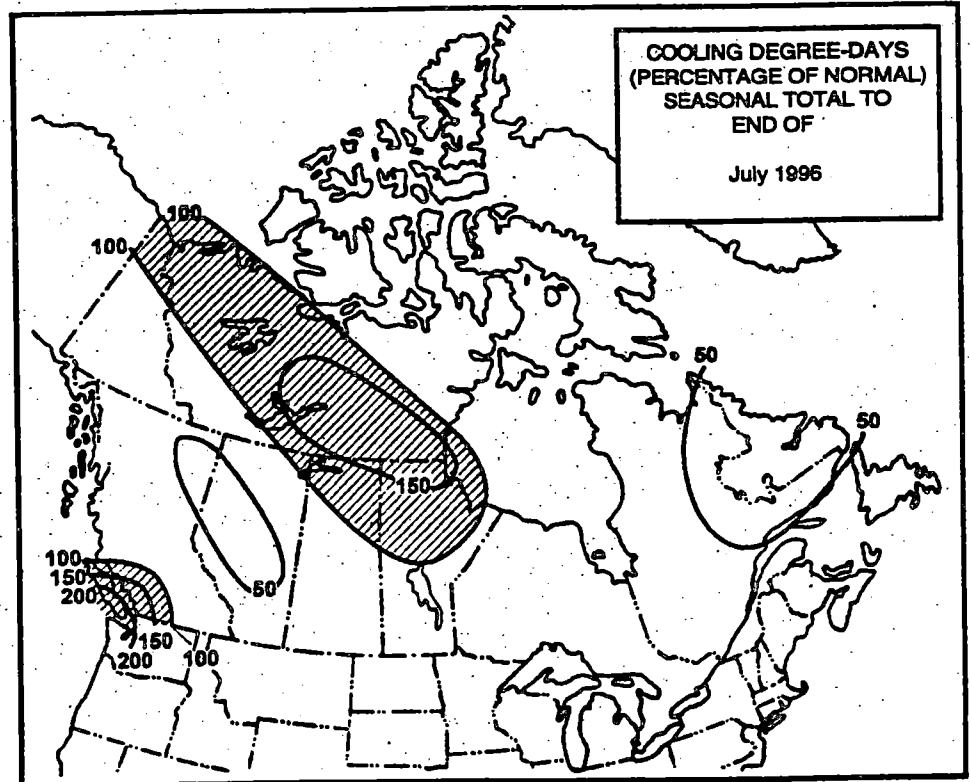 COOLING DEGREE-DAYS
(PERCENTAGE OF NORMAL)
SEASONAL TOTAL TO
END OF
July 1996
100
100
50
50
150
50
100
150
200
150
200
100